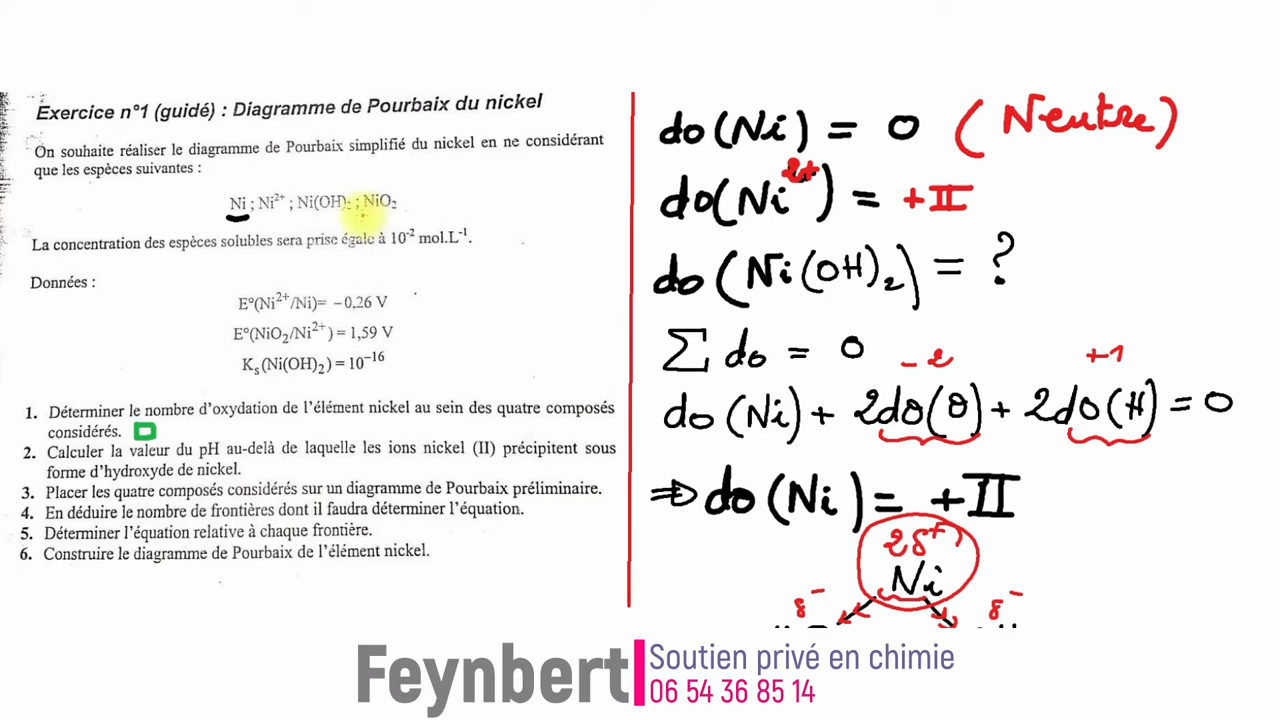 Exercice n°1 (guidé) : Diagramme de Pourbaix du nickel
On souhaite réaliser le diagramme de Pourbaix simplifié du nickel en ne considérant
que les espèces suivantes :
Ni ; Ni²⁺ ; Ni(OH)₂ ; NiO₂
La concentration des espèces solubles sera prise égale à 10⁻² mol.L⁻¹.
Données :
E°(Ni²⁺/Ni)= −0,26 V
E°(NiO₂/Ni²⁺) = 1,59 V
Kₛ(Ni(OH)₂) = 10⁻¹⁶
1. Déterminer le nombre d'oxydation de l'élément nickel au sein des quatre composés
considérés.
2. Calculer la valeur du pH au-delà de laquelle les ions nickel (II) précipitent sous
forme d'hydroxyde de nickel.
3. Placer les quatre composés considérés sur un diagramme de Pourbaix préliminaire.
4. En déduire le nombre de frontières dont il faudra déterminer l'équation.
5. Déterminer l'équation relative à chaque frontière.
6. Construire le diagramme de Pourbaix de l'élément nickel.
do(Ni) = 0 (Neutre)
do(Ni²⁺) = +II
do(Ni(OH)₂) = ?
∑ do = 0
-2 +1
do(Ni) + 2do(O) + 2do(H) = 0
⇒ do(Ni) = +II
2δ⁺
Ni
δ⁻ δ⁻
Feynbert
Soutien privé en chimie
06 54 36 85 14